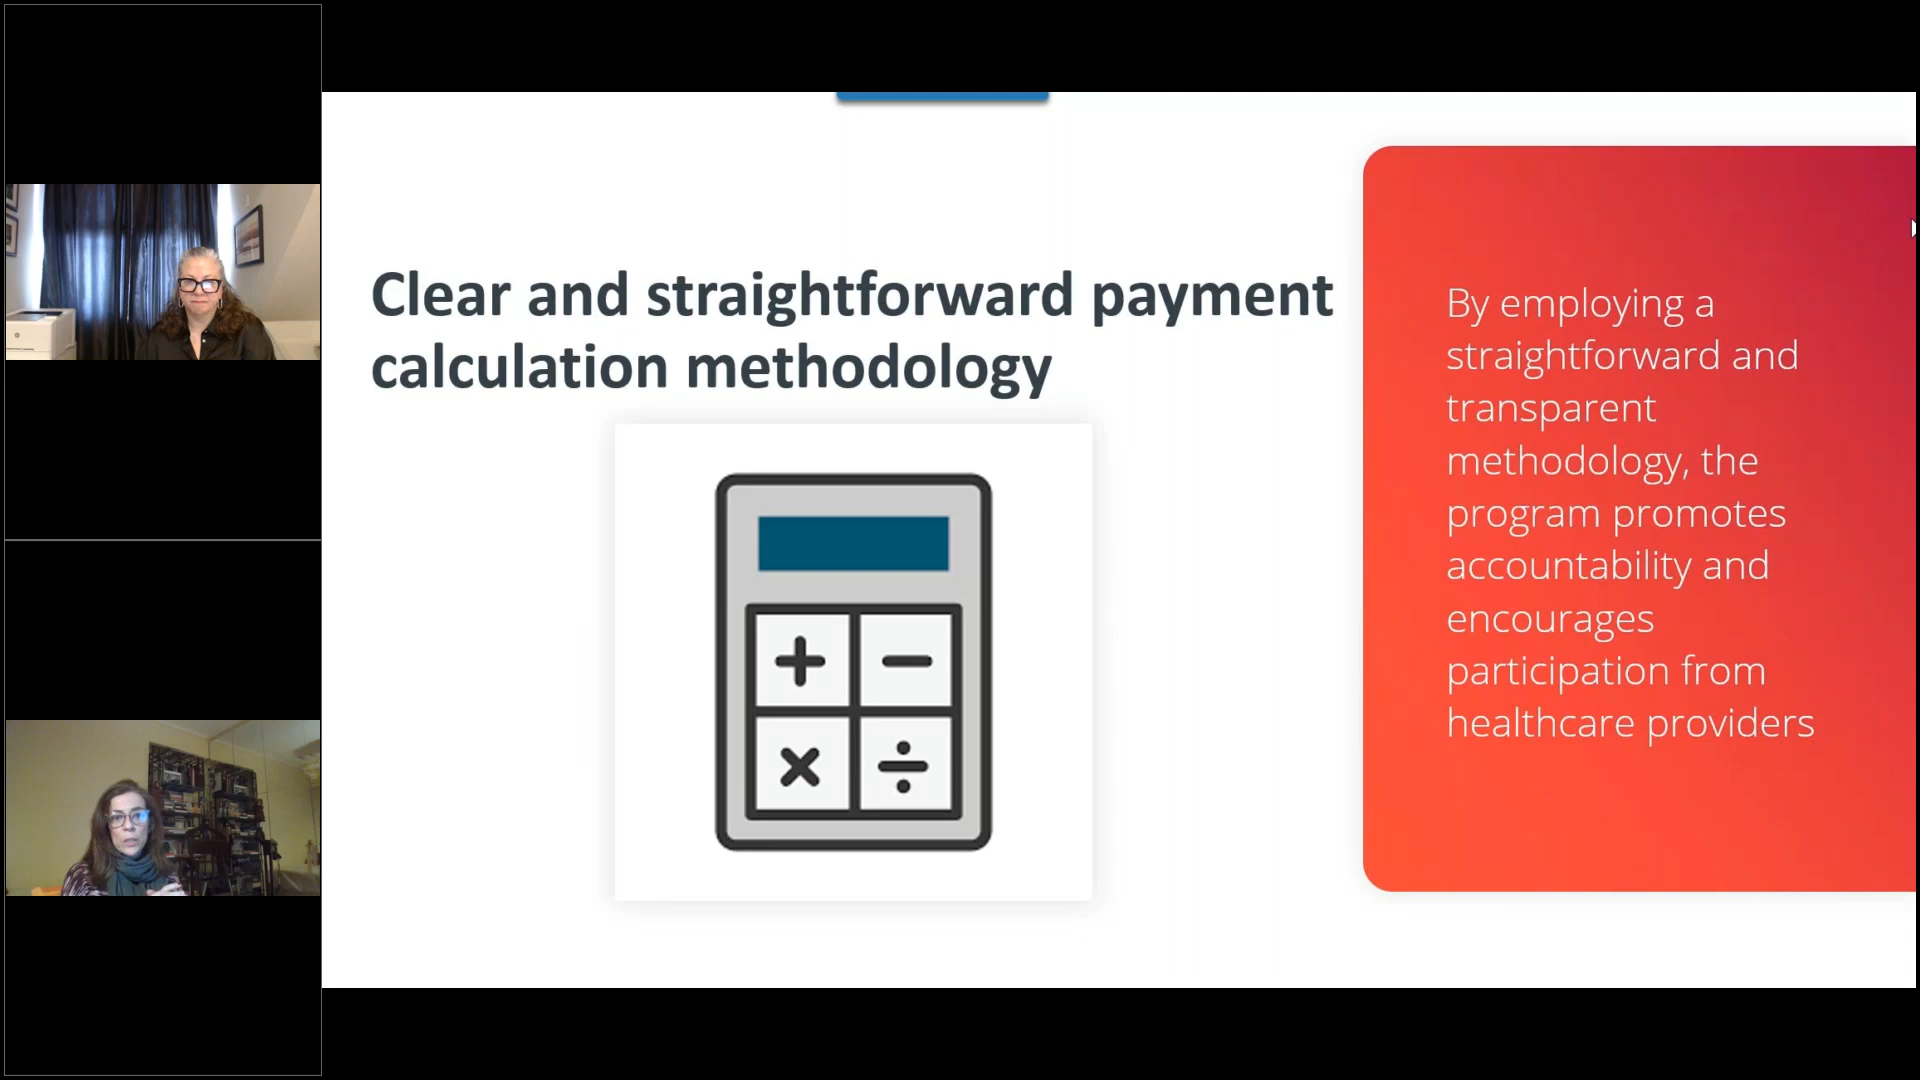 Clear and straightforward payment
calculation methodology
By employing a
straightforward and
transparent
methodology, the
program promotes
accountability and
encourages
participation from
healthcare providers